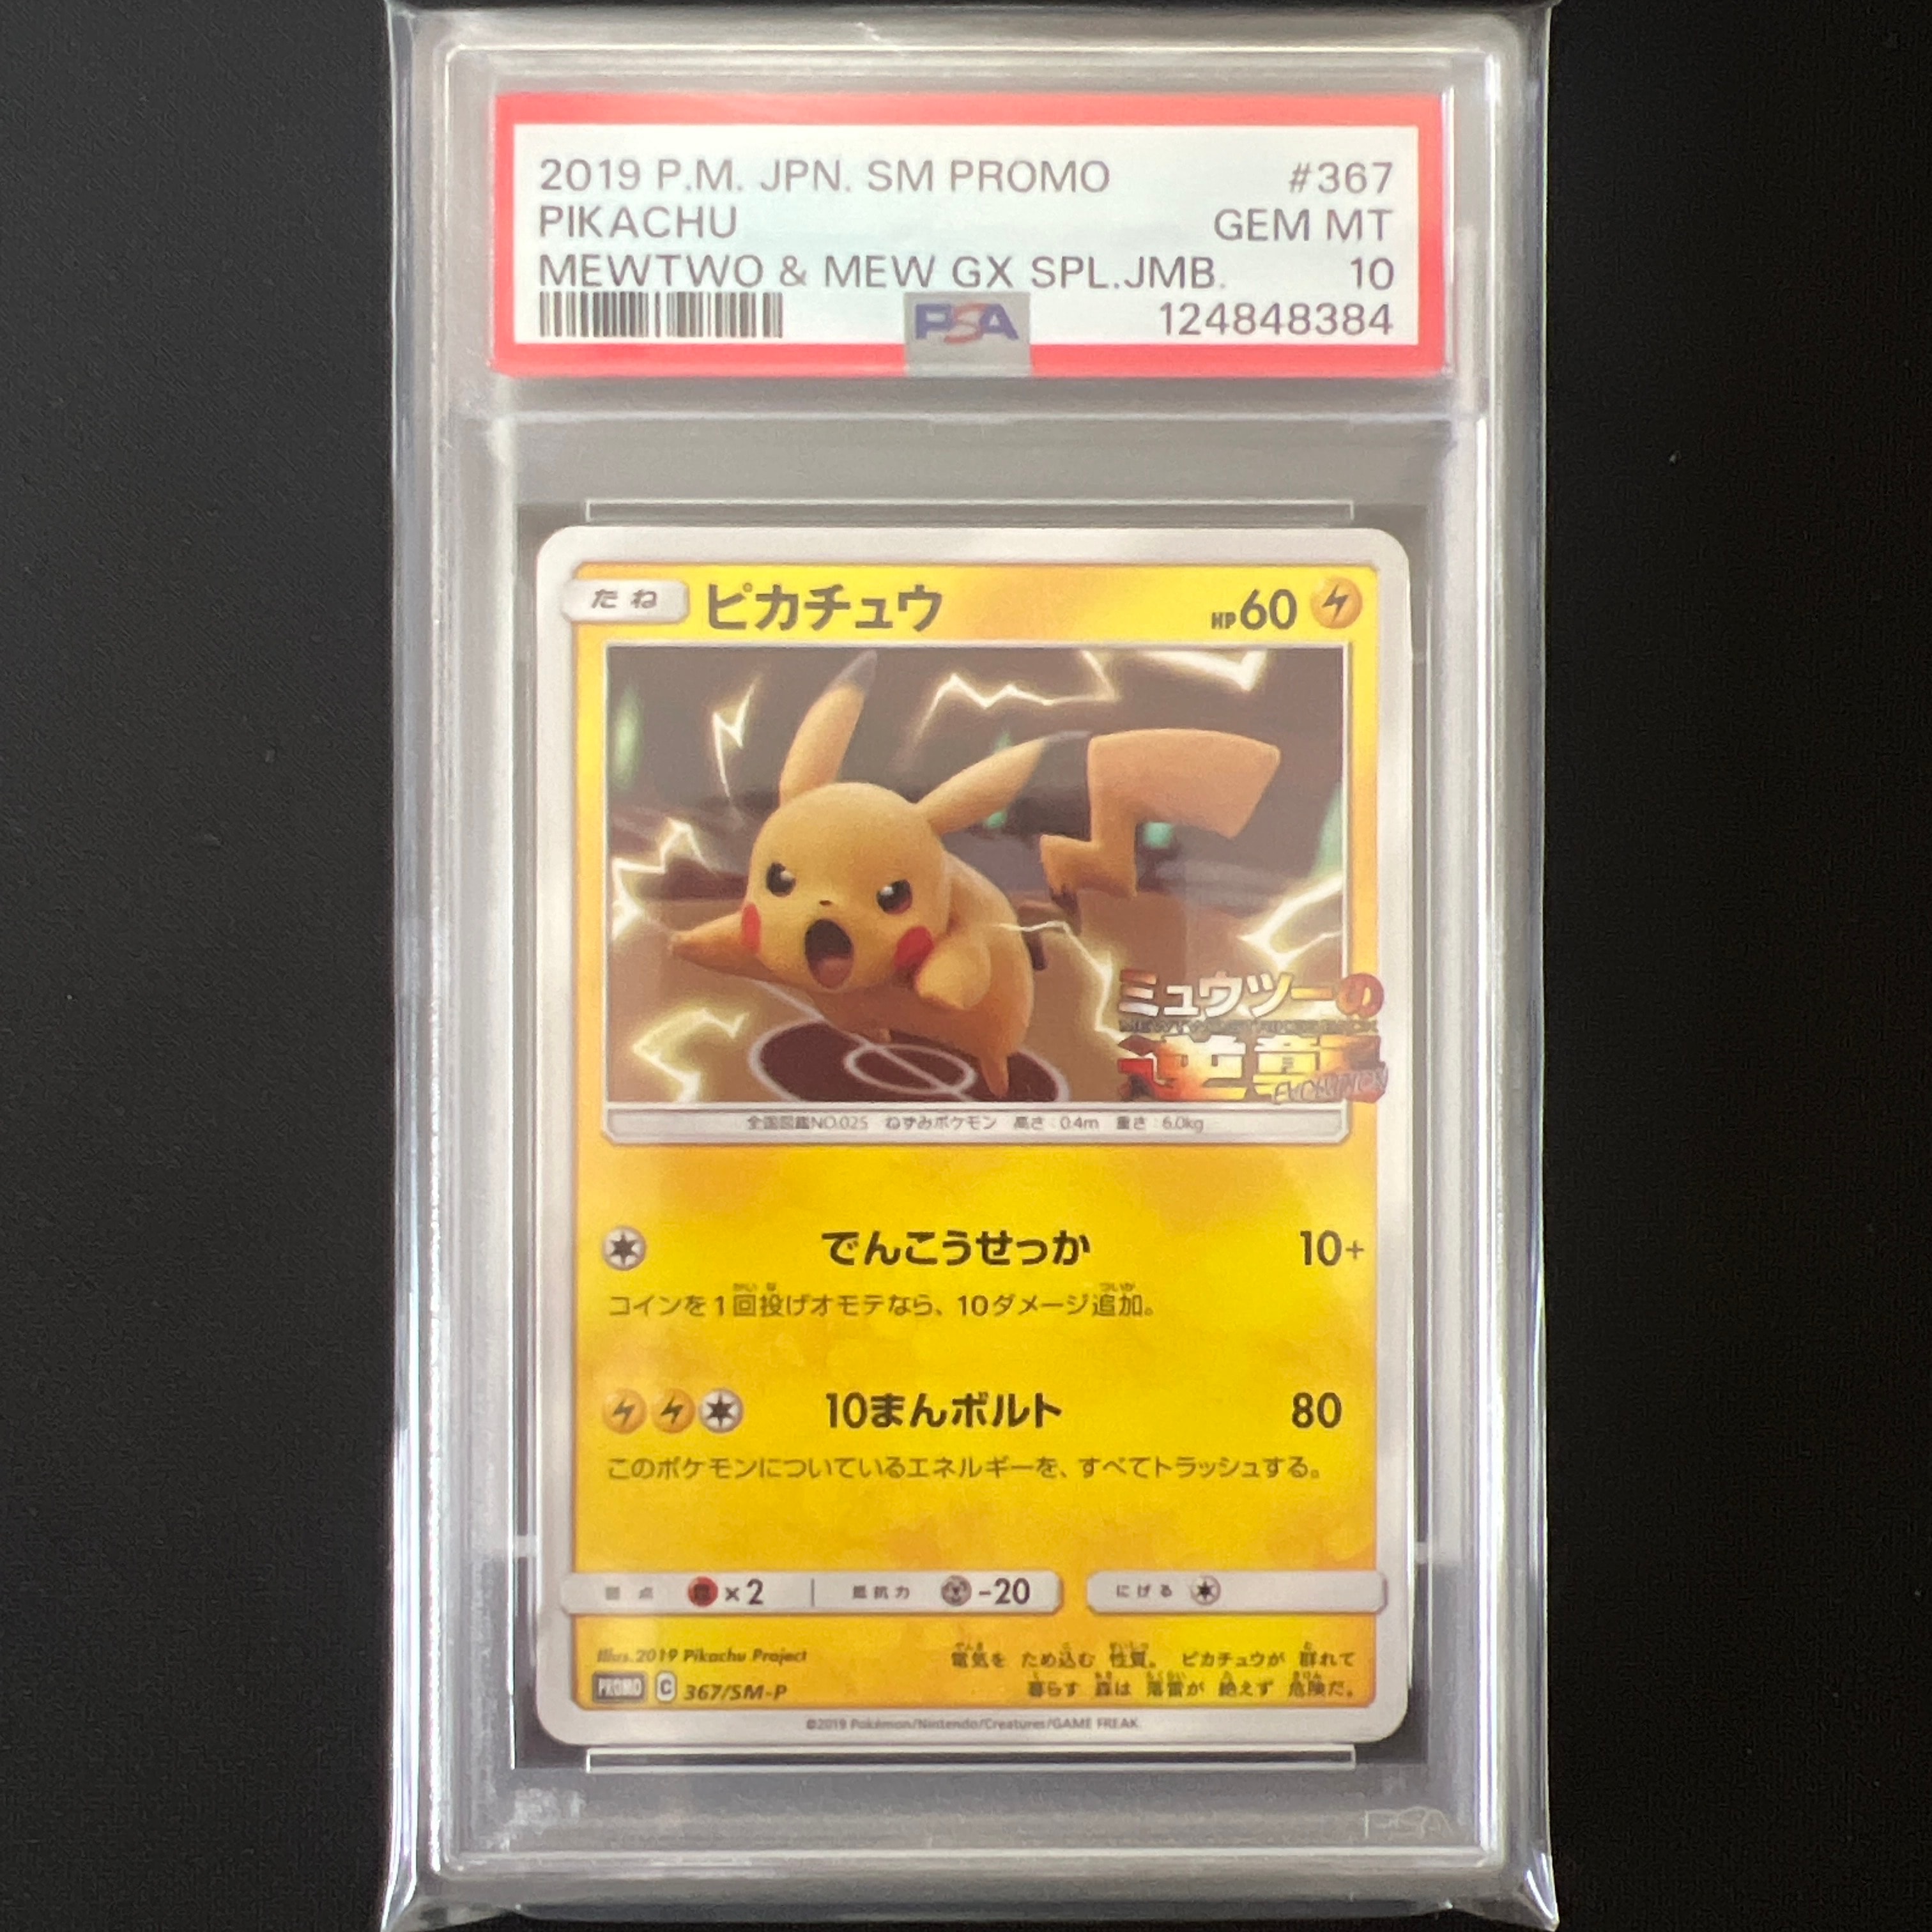 2019 P.M. JPN. SM PROMO #367
PIKACHU GEM MT
MEWTWO & MEW GX SPL.JMB. 10
PSA 124848384
たね ピカチュウ HP60
ミュウツーの
逆襲
EVOLUTION
全国図鑑NO.025 ねずみポケモン 高さ:0.4m 重さ:6.0kg
でんこうせっか 10+
コインを1回投げオモテなら、10ダメージ追加。
10まんボルト 80
このポケモンについているエネルギーを、すべてトラッシュする。
弱点 ×2 抵抗力 -20 にげる
Illus.2019 Pikachu Project
電気を ため込む 性質。 ピカチュウが 群れて
暮らす 森は 落雷が 絶えず 危険だ。
PROMO C 367/SM-P
©2019 Pokémon/Nintendo/Creatures/GAME FREAK.
PSA